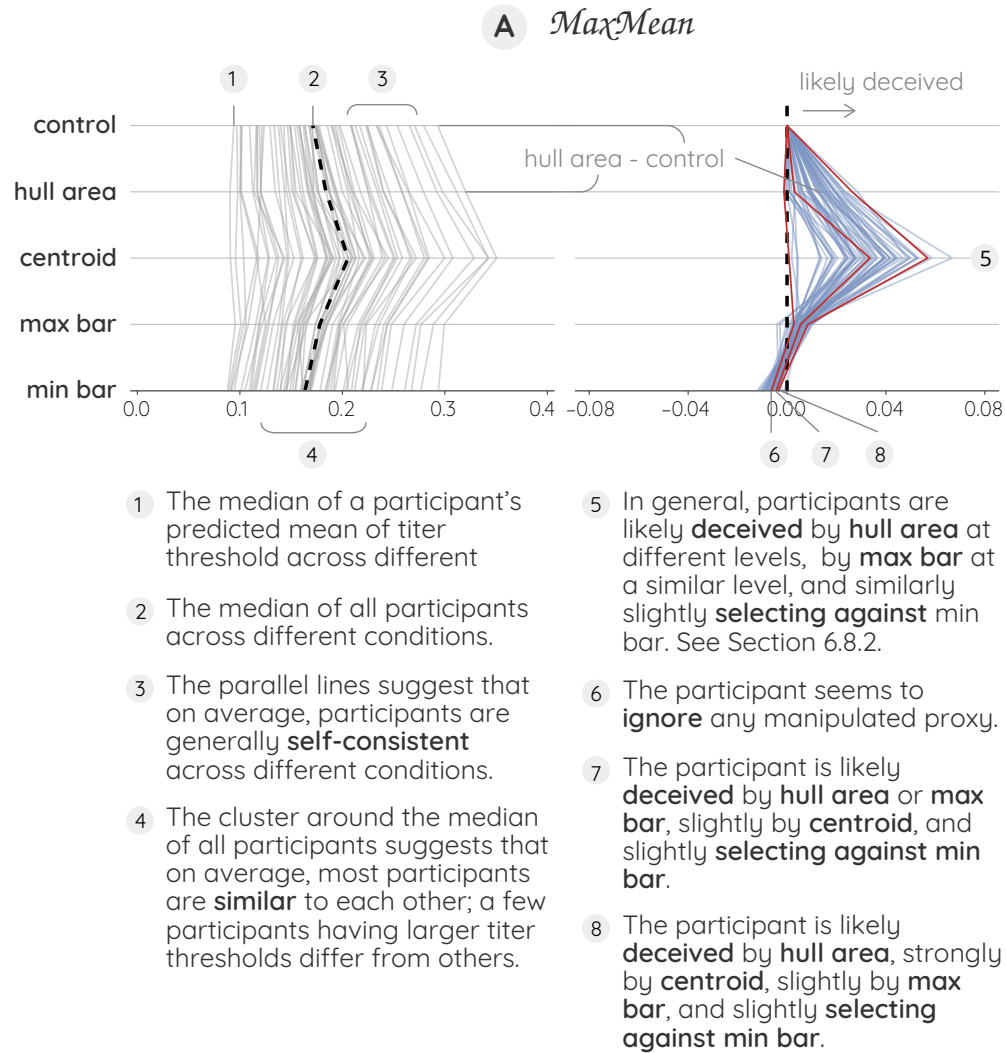 A MaxMean
1 2 3 likely deceived
control
hull area - control
hull area
centroid 5
max bar
min bar
0.0 0.1 0.2 0.3 0.4 −0.08 −0.04 0.00 0.04 0.08
4 6 7 8
1 The median of a participant's
predicted mean of titer
threshold across different
2 The median of all participants
across different conditions.
3 The parallel lines suggest that
on average, participants are
generally self-consistent
across different conditions.
4 The cluster around the median
of all participants suggests that
on average, most participants
are similar to each other; a few
participants having larger titer
thresholds differ from others.
5 In general, participants are
likely deceived by hull area at
different levels, by max bar at
a similar level, and similarly
slightly selecting against min
bar. See Section 6.8.2.
6 The participant seems to
ignore any manipulated proxy.
7 The participant is likely
deceived by hull area or max
bar, slightly by centroid, and
slightly selecting against min
bar.
8 The participant is likely
deceived by hull area, strongly
by centroid, slightly by max
bar, and slightly selecting
against min bar.